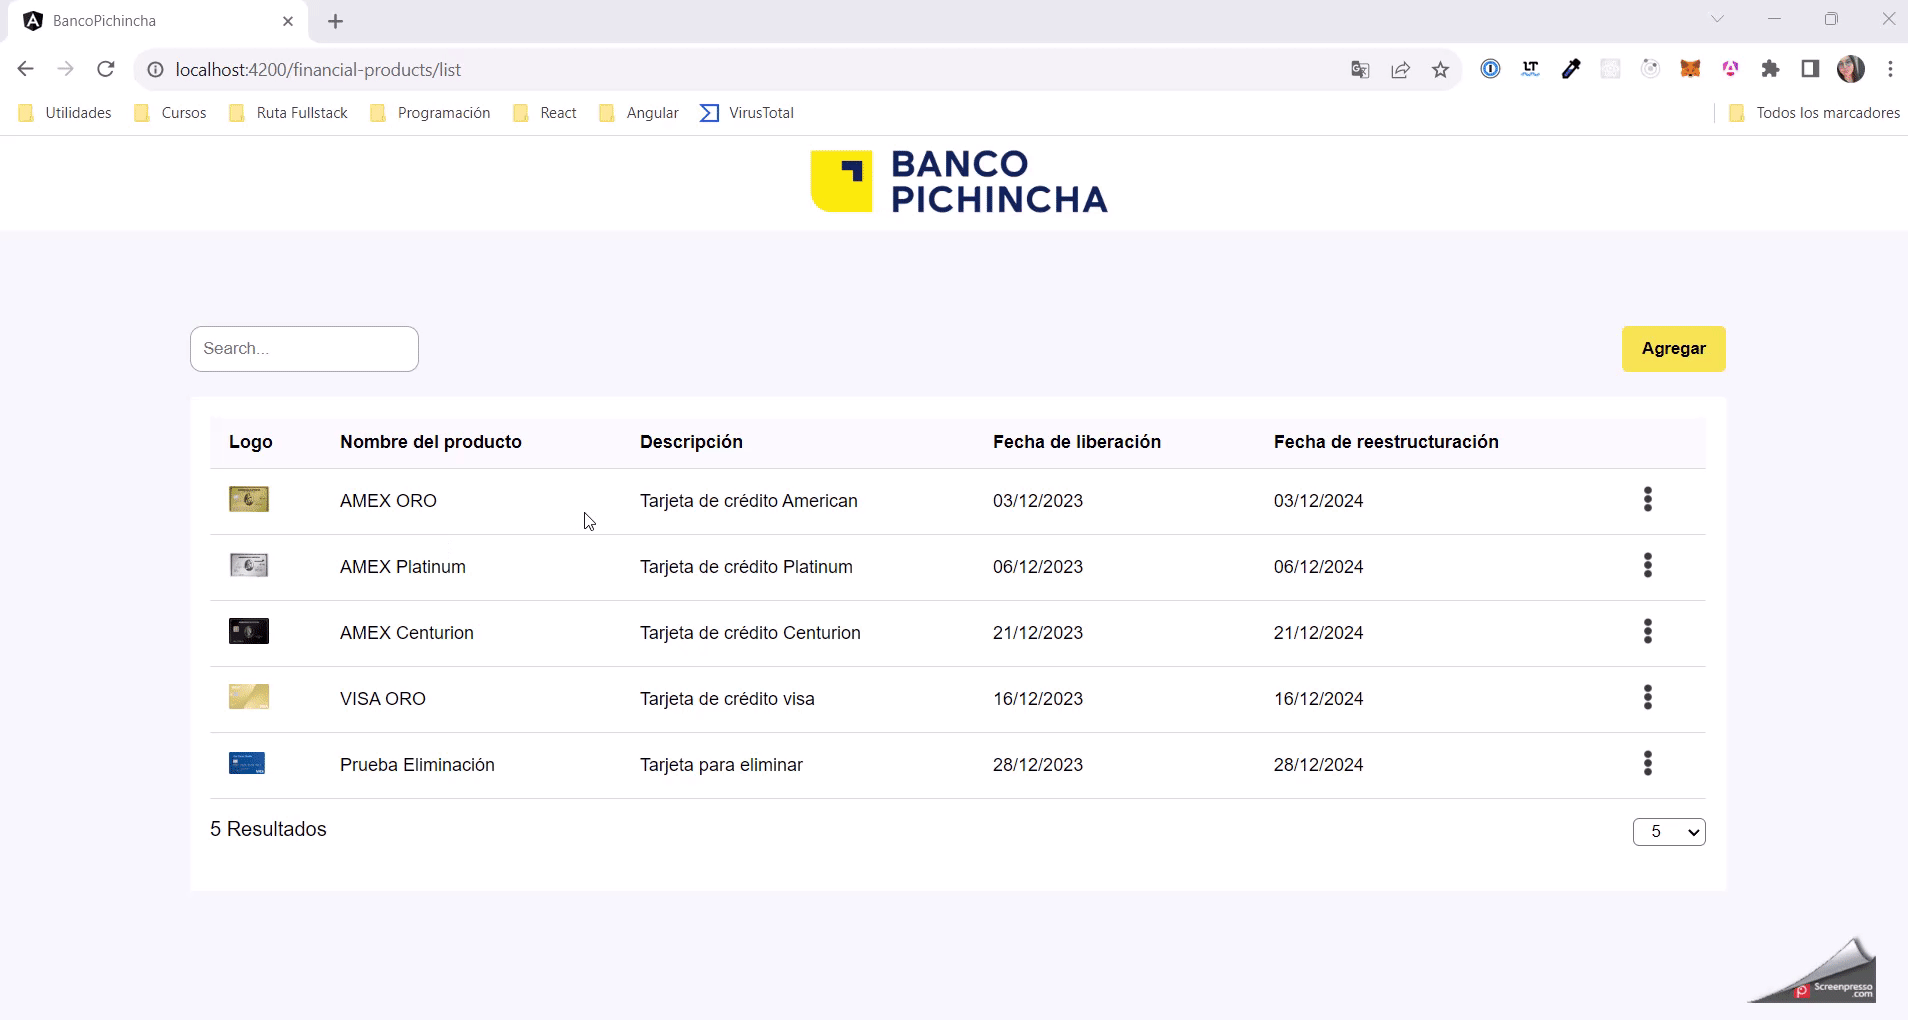 BancoPichincha
localhost:4200/financial-products/list
LT
Utilidades Cursos Ruta Fullstack Programación React Angular VirusTotal Todos los marcadores
BANCO
PICHINCHA
Search...
Agregar
Logo Nombre del producto Descripción Fecha de liberación Fecha de reestructuración
AMEX ORO Tarjeta de crédito American 03/12/2023 03/12/2024
AMEX Platinum Tarjeta de crédito Platinum 06/12/2023 06/12/2024
AMEX Centurion Tarjeta de crédito Centurion 21/12/2023 21/12/2024
VISA ORO Tarjeta de crédito visa 16/12/2023 16/12/2024
Prueba Eliminación Tarjeta para eliminar 28/12/2023 28/12/2024
5 Resultados
5
Screenpresso
.com